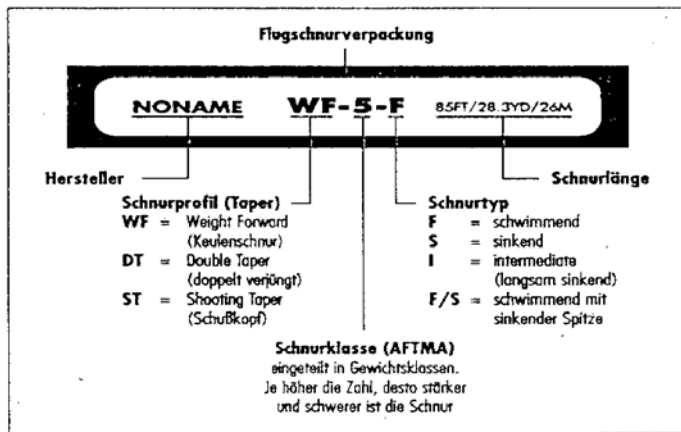 Flugschnurverpackung
NONAME WF-5-F 85FT/28.3YD/26M
Hersteller
Schnurlänge
Schnurprofil (Taper)
WF = Weight Forward
(Keulenschnur)
DT = Double Taper
(doppelt verjüngt)
ST = Shooting Taper
(Schußkopf)
Schnurtyp
F = schwimmend
S = sinkend
I = intermediate
(langsam sinkend)
F/S = schwimmend mit
sinkender Spitze
Schnurklasse (AFTMA)
eingeteilt in Gewichtsklassen.
Je höher die Zahl, desto stärker
und schwerer ist die Schnur